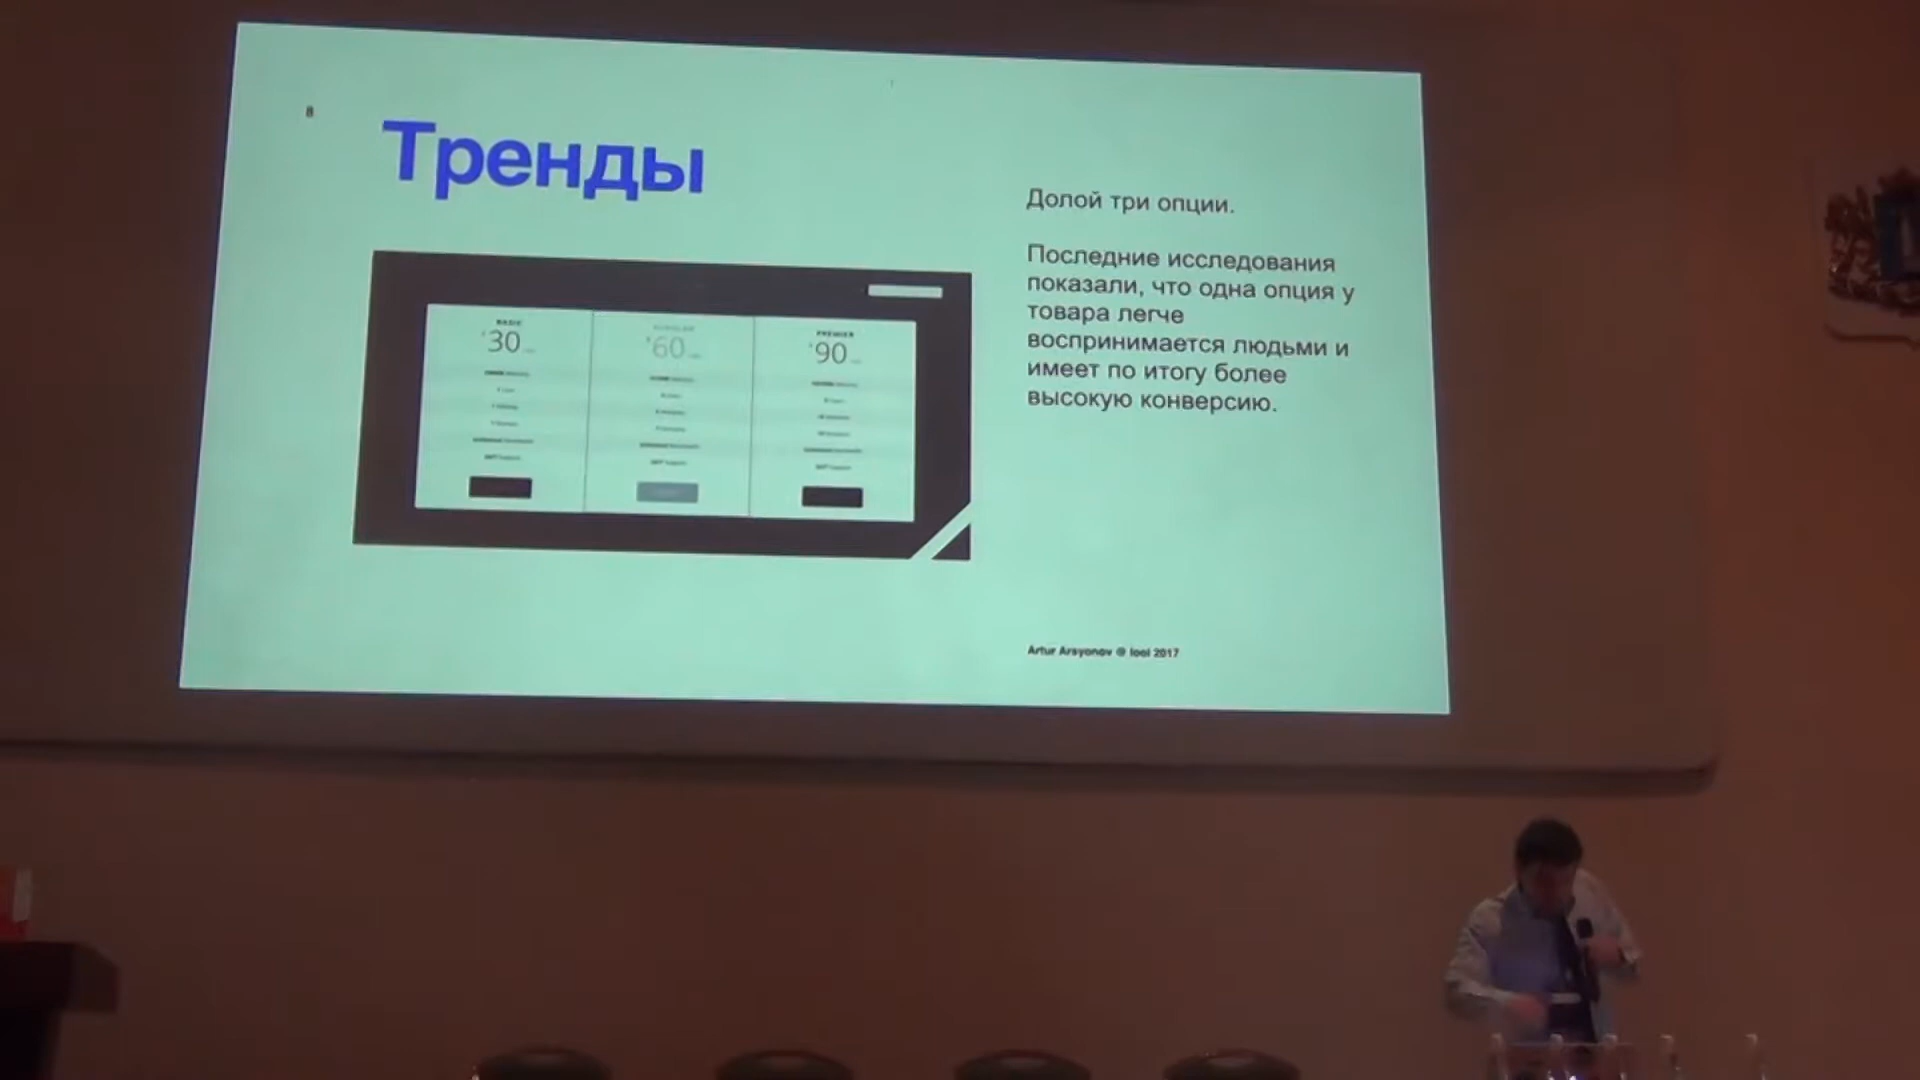 8
Тренды
Долой три опции.
Последние исследования
показали, что одна опция у
товара легче
воспринимается людьми и
имеет по итогу более
высокую конверсию.
BASIC
30
60
PREMIER
90
Artur Arsyonov @ lool 2017